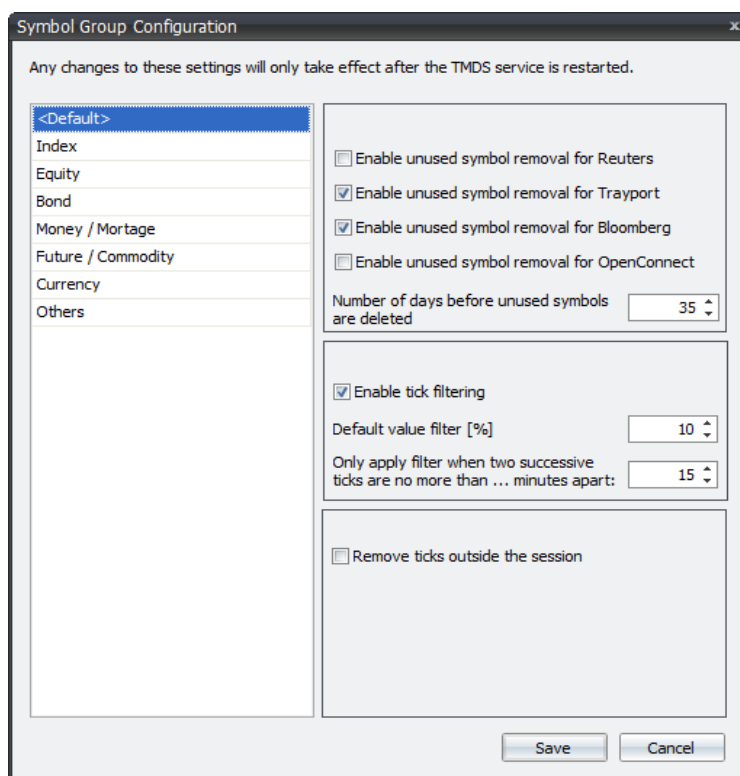 Symbol Group Configuration
x
Any changes to these settings will only take effect after the TMDS service is restarted.
<Default>
Index
Equity
Bond
Money / Mortage
Future / Commodity
Currency
Others
Enable unused symbol removal for Reuters
Enable unused symbol removal for Trayport
Enable unused symbol removal for Bloomberg
Enable unused symbol removal for OpenConnect
Number of days before unused symbols
are deleted
35
Enable tick filtering
Default value filter [%]
10
Only apply filter when two successive
ticks are no more than ... minutes apart:
15
Remove ticks outside the session
Save
Cancel